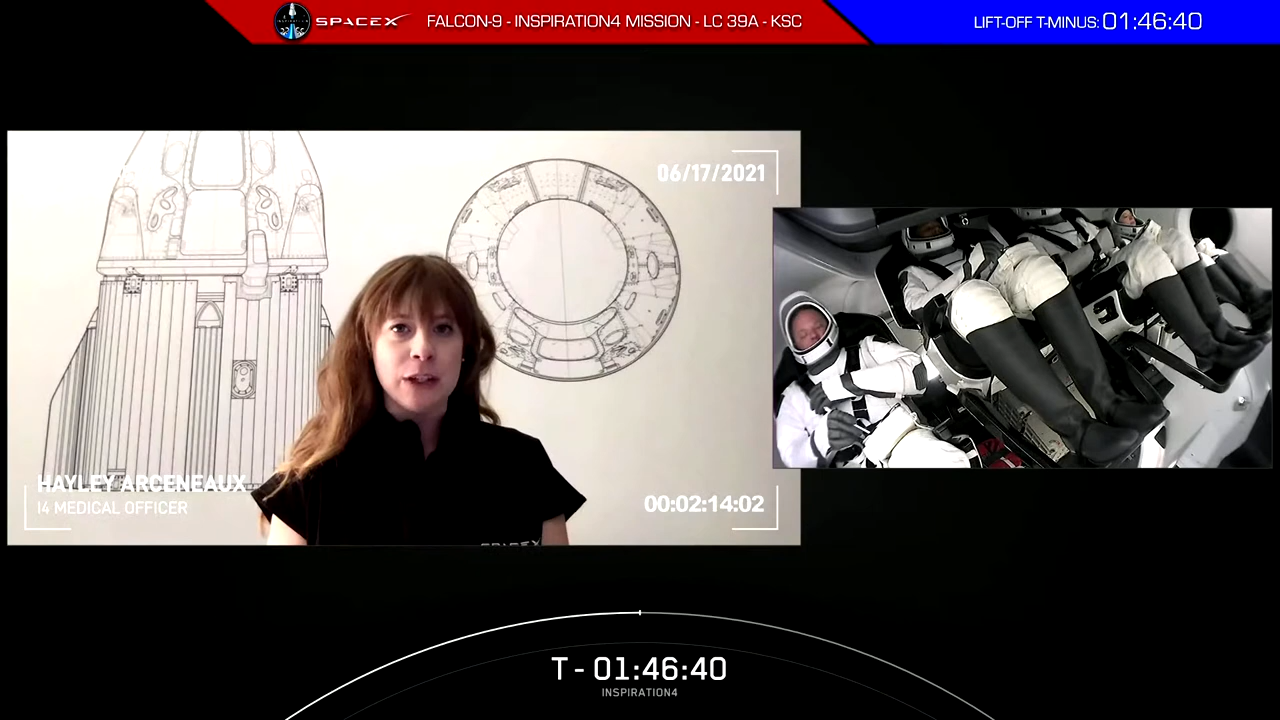 SPACEX
FALCON-9 - INSPIRATION4 MISSION - LC 39A - KSC
LIFT-OFF T-MINUS: 01:46:40
06/17/2021
HAYLEY ARCENEAUX
I4 MEDICAL OFFICER
00:02:14:02
SPACEX
T - 01:46:40
INSPIRATION4